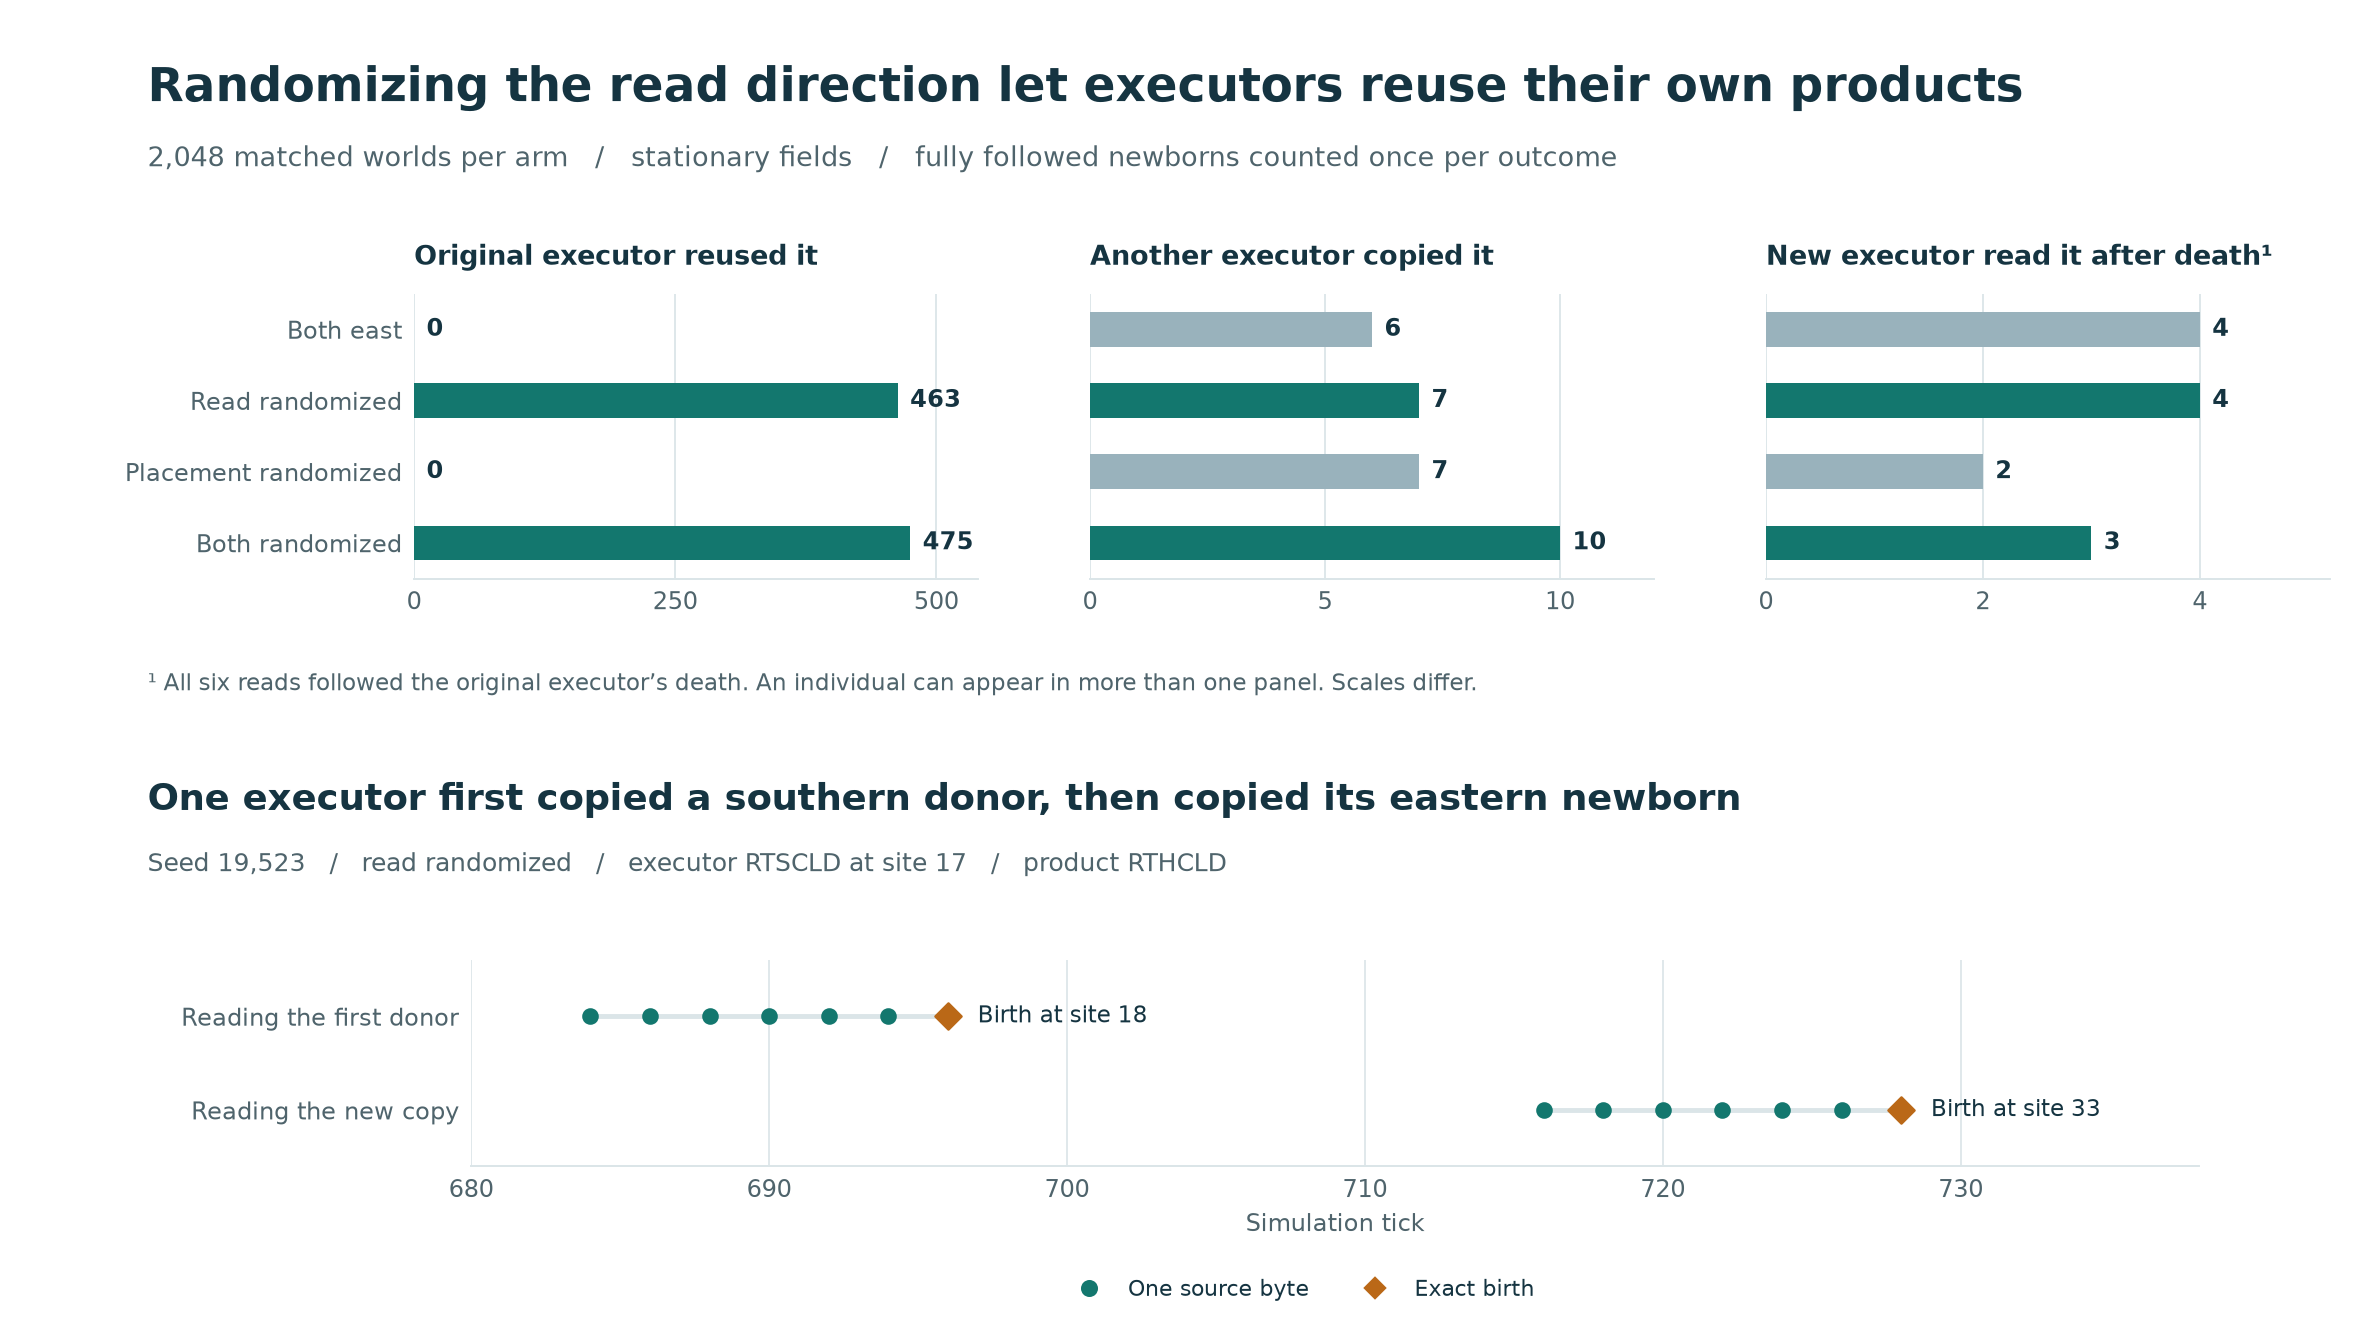 Randomizing the read direction let executors reuse their own products
2,048 matched worlds per arm / stationary fields / fully followed newborns counted once per outcome
Original executor reused it
Both east 0
Read randomized 463
Placement randomized 0
Both randomized 475
0 250 500
Another executor copied it
6
7
7
10
0 5 10
New executor read it after death¹
4
4
2
3
0 2 4
¹ All six reads followed the original executor’s death. An individual can appear in more than one panel. Scales differ.
One executor first copied a southern donor, then copied its eastern newborn
Seed 19,523 / read randomized / executor RTSCLD at site 17 / product RTHCLD
Reading the first donor Birth at site 18
Reading the new copy Birth at site 33
680 690 700 710 720 730
Simulation tick
One source byte Exact birth